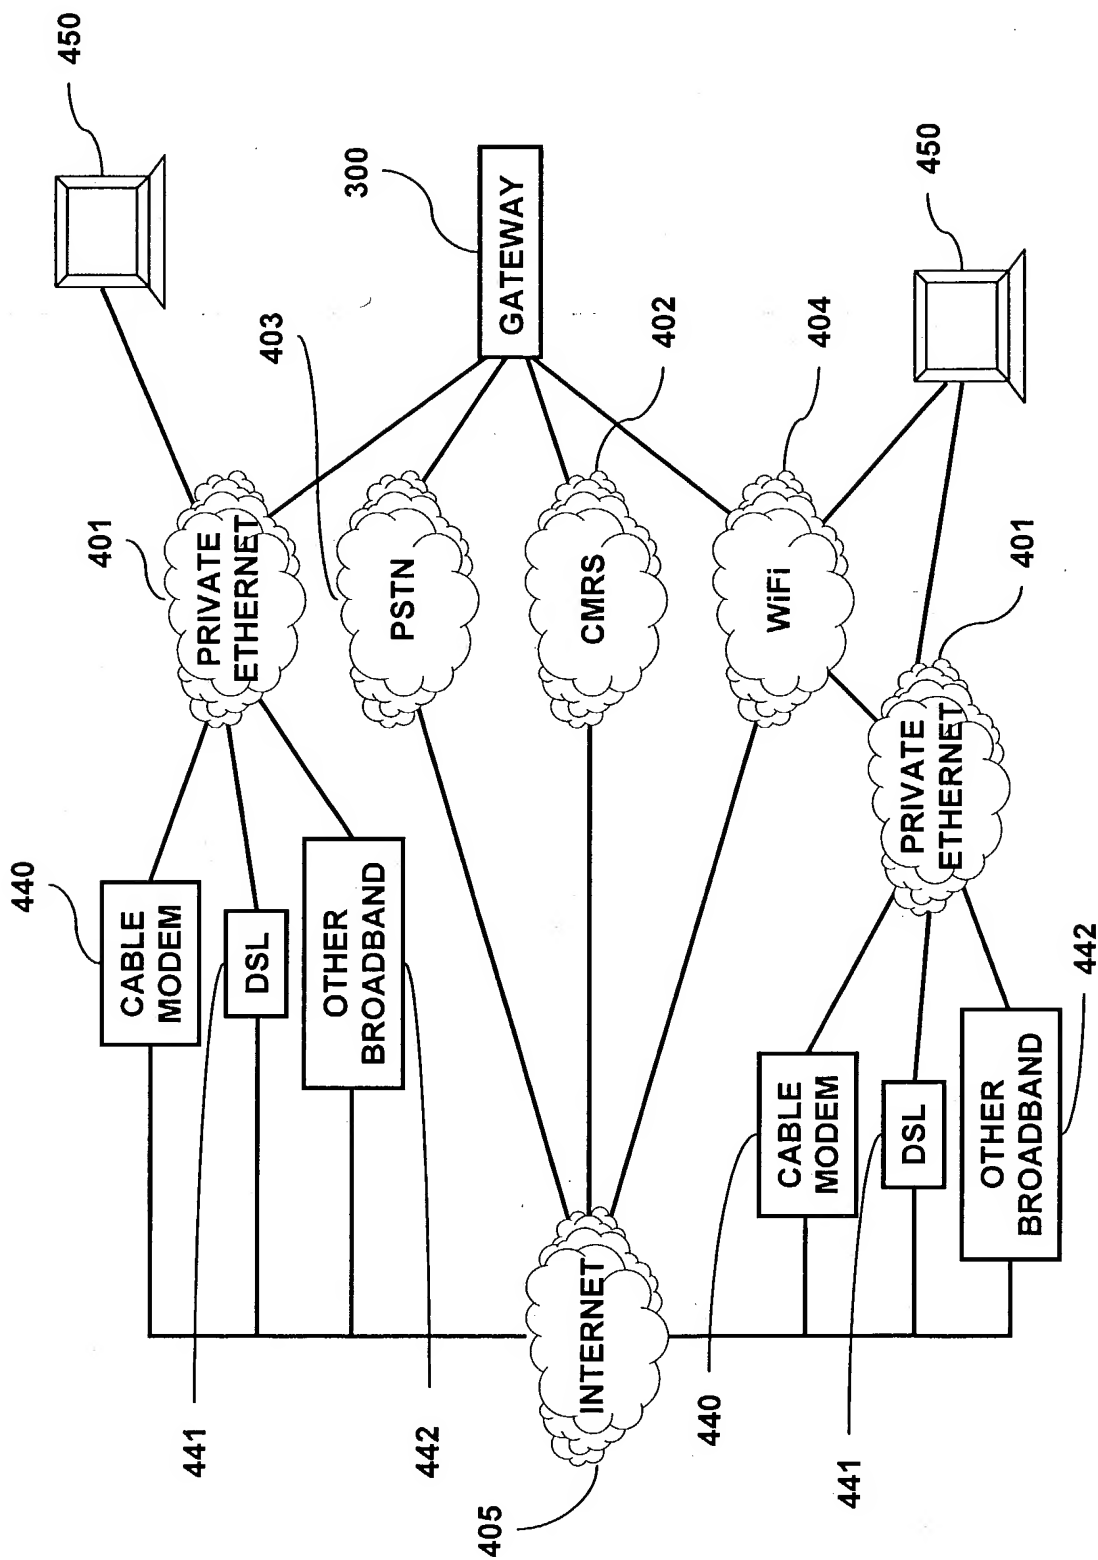 440
450
405
401
CABLE
MODEM
441
PRIVATE
ETHERNET
DSL
403
OTHER
BROADBAND
300
PSTN
442
GATEWAY
INTERNET
CMRS
402
440
WiFi
CABLE
MODEM
404
441
DSL
PRIVATE
ETHERNET
450
OTHER
BROADBAND
401
442